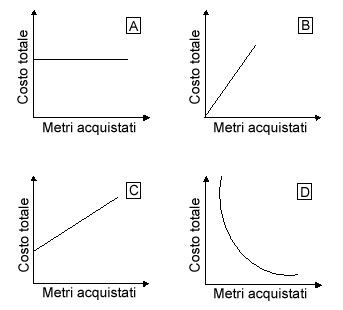 Costo totale
A
Metri acquistati
Costo totale
B
Metri acquistati
Costo totale
C
Metri acquistati
Costo totale
D
Metri acquistati